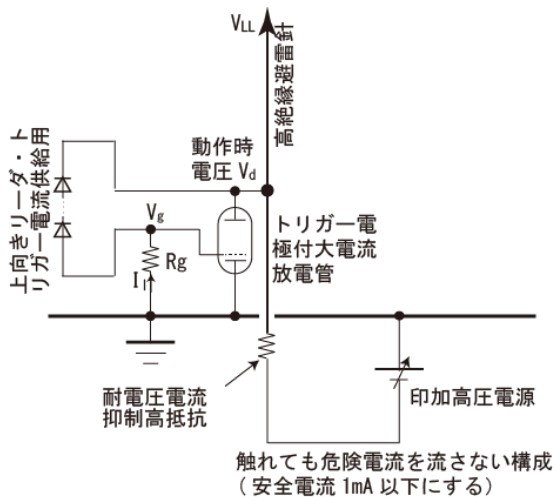 V_LL
高絶縁避雷針
動作時
電圧 V_d
上向きリーダ・ト
リガー電流供給用
V_g
Rg
I_l
トリガー電
極付大電流
放電管
耐電圧電流
抑制高抵抗
印加高圧電源
触れても危険電流を流さない構成
( 安全電流 1mA 以下にする )